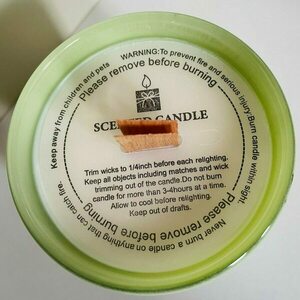 WARNING: To prevent fire and serious injury: Burn candle within sight.
Never burn a candle on anything that can catch fire.
Keep away from children and pets
Please remove before burning
Please remove before burning
CANDLE
Trim wicks to 1/4inch before each relighting.
Keep all objects including matches and wick
trimming out of the candle.Do not burn
candle for more than 3-4hours at a time.
Allow to cool before relighting.
Keep out of drafts.